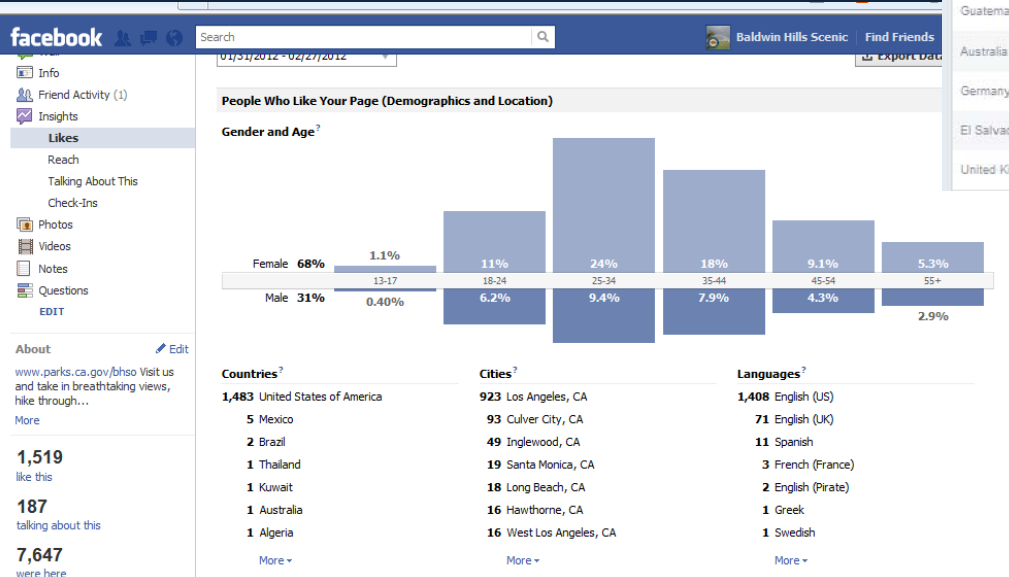 facebook
Search
Baldwin Hills Scenic
Find Friends
01/31/2012 - 02/27/2012
Export Data
Info
Friend Activity (1)
Insights
Likes
Reach
Talking About This
Check-Ins
Photos
Videos
Notes
Questions
EDIT
About
Edit
www.parks.ca.gov/bhso Visit us
and take in breathtaking views,
hike through...
More
1,519
like this
187
talking about this
7,647
were here
People Who Like Your Page (Demographics and Location)
Gender and Age?
Female 68%
1.1% 11% 24% 18% 9.1% 5.3%
13-17 18-24 25-34 35-44 45-54 55+
Male 31%
0.40% 6.2% 9.4% 7.9% 4.3% 2.9%
Countries?
1,483 United States of America
5 Mexico
2 Brazil
1 Thailand
1 Kuwait
1 Australia
1 Algeria
More
Cities?
923 Los Angeles, CA
93 Culver City, CA
49 Inglewood, CA
19 Santa Monica, CA
18 Long Beach, CA
16 Hawthorne, CA
16 West Los Angeles, CA
More
Languages?
1,408 English (US)
71 English (UK)
11 Spanish
3 French (France)
2 English (Pirate)
1 Greek
1 Swedish
More
Guatema
Australia
Germany
El Salva
United Ki